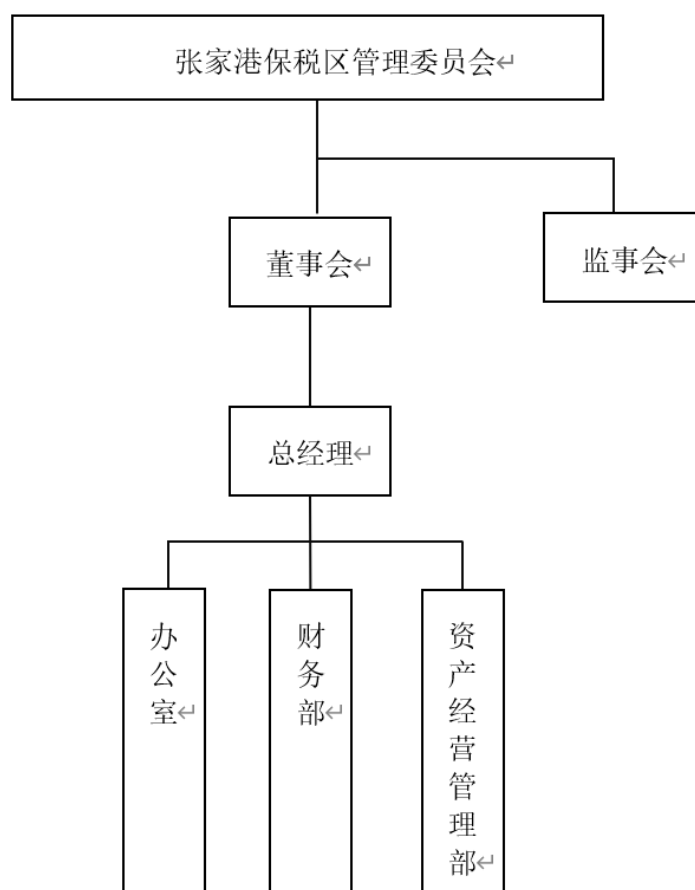 张家港保税区管理委员会
董事会
监事会
总经理
办公室
财务部
资产经营管理部